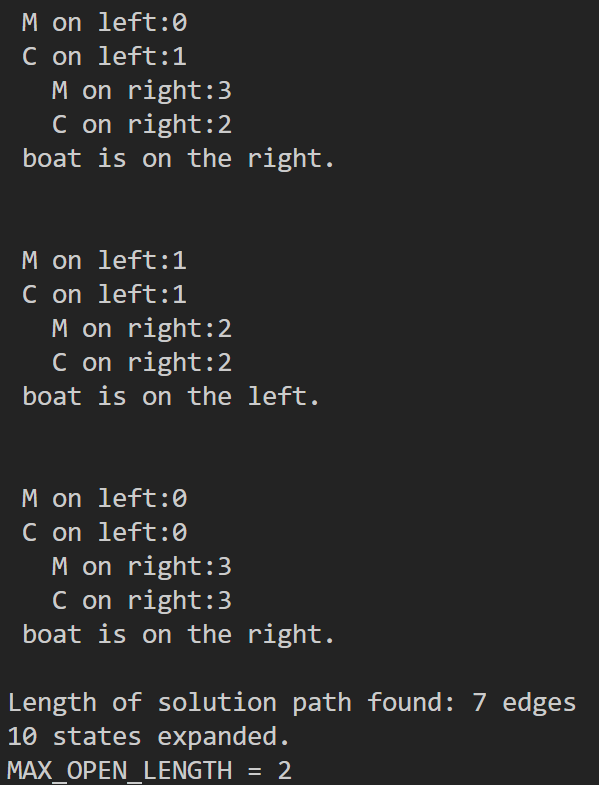 M on left:0
C on left:1
M on right:3
C on right:2
boat is on the right.
M on left:1
C on left:1
M on right:2
C on right:2
boat is on the left.
M on left:0
C on left:0
M on right:3
C on right:3
boat is on the right.
Length of solution path found: 7 edges
10 states expanded.
MAX_OPEN_LENGTH = 2